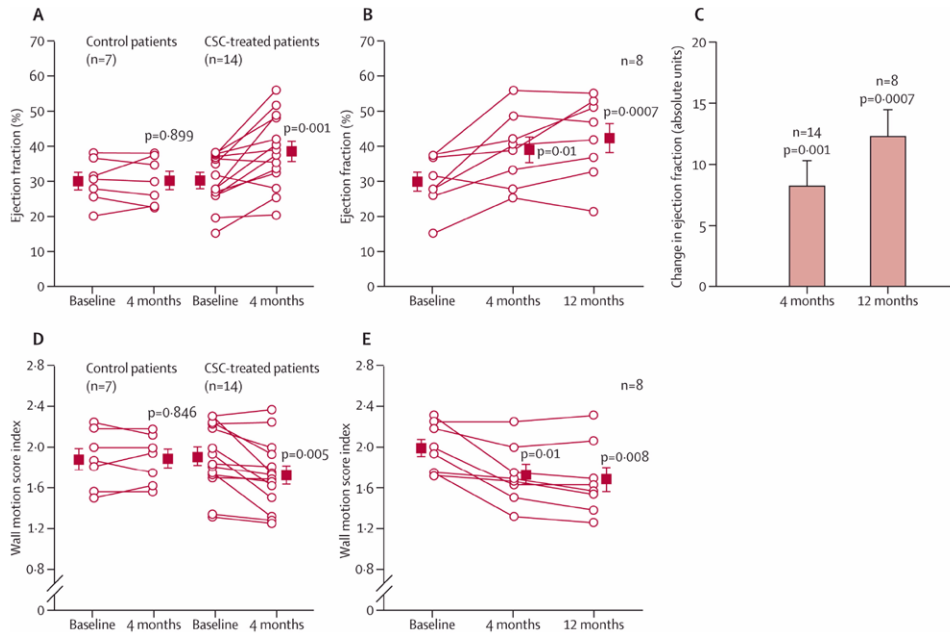 A
Control patients
(n=7)
CSC-treated patients
(n=14)
p=0·899
p=0·001
Ejection fraction (%)
70
60
50
40
30
20
10
0
Baseline
4 months
Baseline
4 months
B
n=8
p=0·01
p=0·0007
Ejection fraction (%)
70
60
50
40
30
20
10
0
Baseline
4 months
12 months
C
n=14
p=0·001
n=8
p=0·0007
Change in ejection fraction (absolute units)
20
15
10
5
0
4 months
12 months
D
Control patients
(n=7)
CSC-treated patients
(n=14)
p=0·846
p=0·005
Wall motion score index
2·8
2·4
2·0
1·6
1·2
0·8
0
Baseline
4 months
Baseline
4 months
E
n=8
p=0·01
p=0·008
Wall motion score index
2·8
2·4
2·0
1·6
1·2
0·8
0
Baseline
4 months
12 months